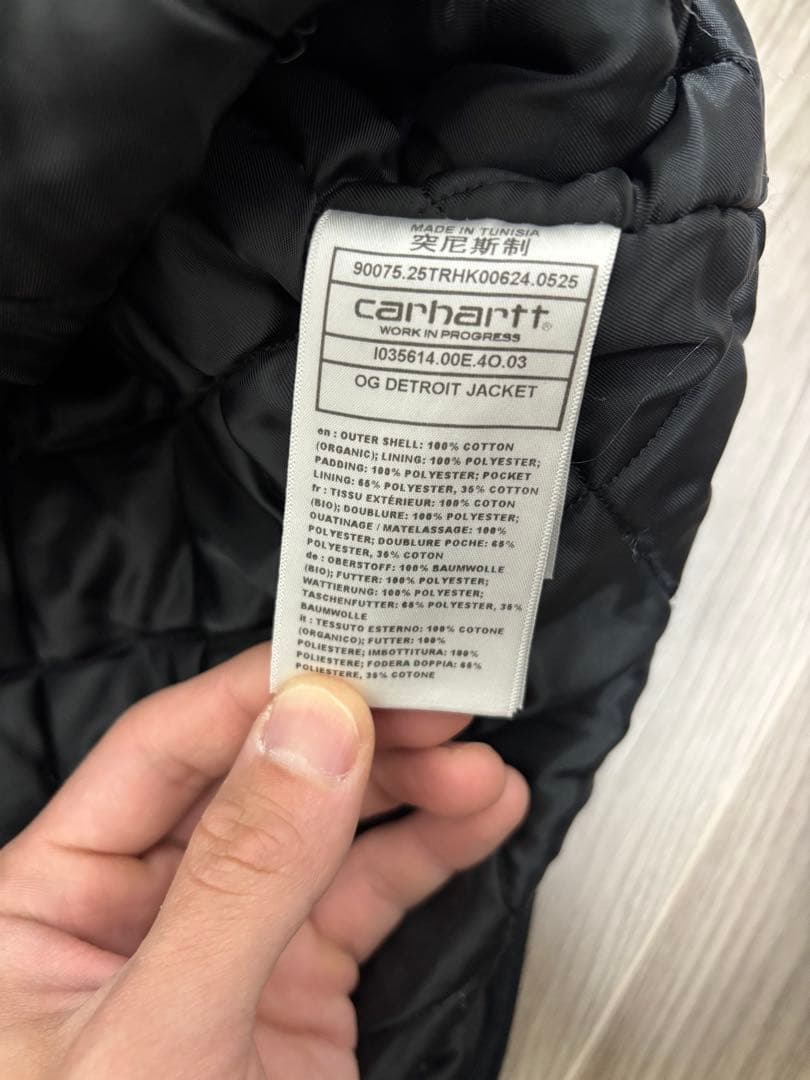 MADE IN TUNISIA
突尼斯制
90075.25TRHK00624.0525
carhartt®
WORK IN PROGRESS
I035614.00E.4O.03
OG DETROIT JACKET
en : OUTER SHELL: 100% COTTON
(ORGANIC); LINING: 100% POLYESTER;
PADDING: 100% POLYESTER; POCKET
LINING: 65% POLYESTER, 35% COTTON
fr : TISSU EXTÉRIEUR: 100% COTON
(BIO); DOUBLURE: 100% POLYESTER;
OUATINAGE / MATELASSAGE: 100%
POLYESTER; DOUBLURE POCHE: 65%
POLYESTER, 35% COTON
de : OBERSTOFF: 100% BAUMWOLLE
(BIO); FUTTER: 100% POLYESTER;
WATTIERUNG: 100% POLYESTER;
TASCHENFUTTER: 65% POLYESTER, 35%
BAUMWOLLE
it : TESSUTO ESTERNO: 100% COTONE
(ORGANICO); FUTTER: 100%
POLIESTERE; IMBOTTITURA: 100%
POLIESTERE; FODERA DOPPIA: 65%
POLIESTERE, 35% COTONE